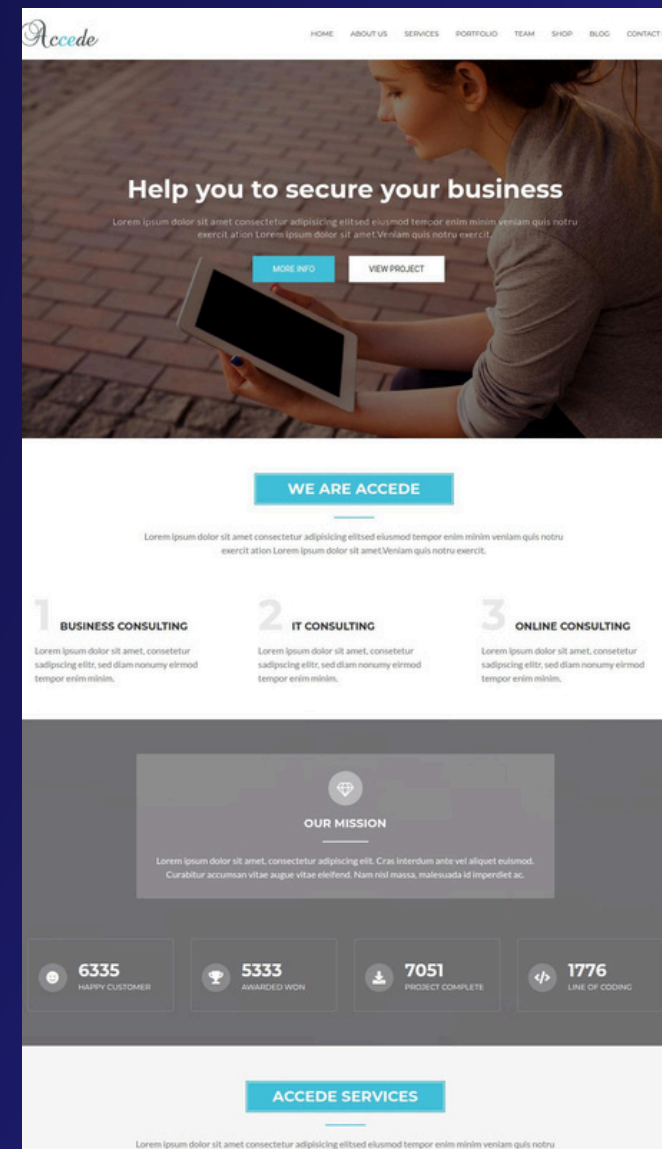 Accede
HOME ABOUT US SERVICES PORTFOLIO TEAM SHOP BLOG CONTACT
Help you to secure your business
Lorem ipsum dolor sit amet consectetur adipisicing elitsed eiusmod tempor enim minim veniam quis notru
exercit ation Lorem ipsum dolor sit amet.Veniam quis notru exercit.
MORE INFO VIEW PROJECT
WE ARE ACCEDE
Lorem ipsum dolor sit amet consectetur adipisicing elitsed eiusmod tempor enim minim veniam quis notru
exercit ation Lorem ipsum dolor sit amet.Veniam quis notru exercit.
1 BUSINESS CONSULTING
Lorem ipsum dolor sit amet, consetetur
sadipscing elitr, sed diam nonumy eirmod
tempor enim minim.
2 IT CONSULTING
Lorem ipsum dolor sit amet, consetetur
sadipscing elitr, sed diam nonumy eirmod
tempor enim minim.
3 ONLINE CONSULTING
Lorem ipsum dolor sit amet, consetetur
sadipscing elitr, sed diam nonumy eirmod
tempor enim minim.
OUR MISSION
Lorem ipsum dolor sit amet, consectetur adipiscing elit. Cras interdum ante vel aliquet euismod.
Curabitur accumsan vitae augue vitae eleifend. Nam nisl massa, malesuada id imperdiet ac.
6335
HAPPY CUSTOMER
5333
AWARDED WON
7051
PROJECT COMPLETE
1776
LINE OF CODING
ACCEDE SERVICES
Lorem ipsum dolor sit amet consectetur adipisicing elitsed eiusmod tempor enim minim veniam quis notru